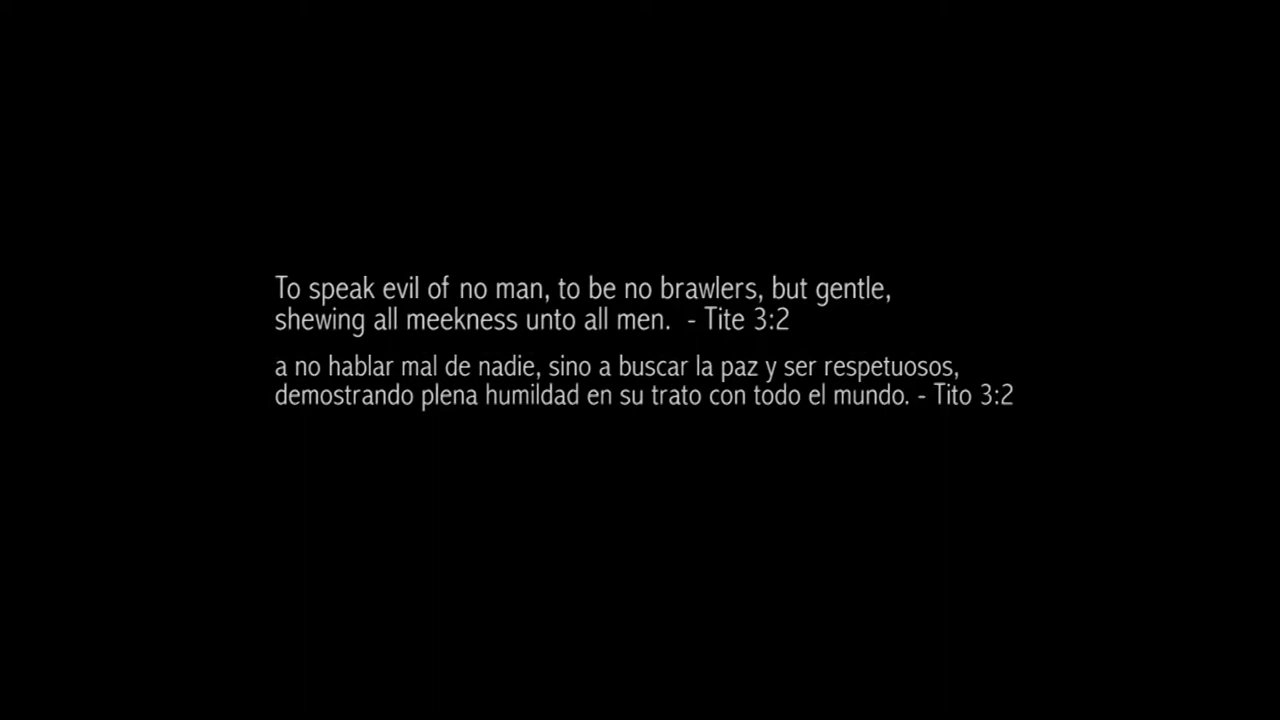 To speak evil of no man, to be no brawlers, but gentle,
shewing all meekness unto all men.  - Tite 3:2
a no hablar mal de nadie, sino a buscar la paz y ser respetuosos,
demostrando plena humildad en su trato con todo el mundo. - Tito 3:2